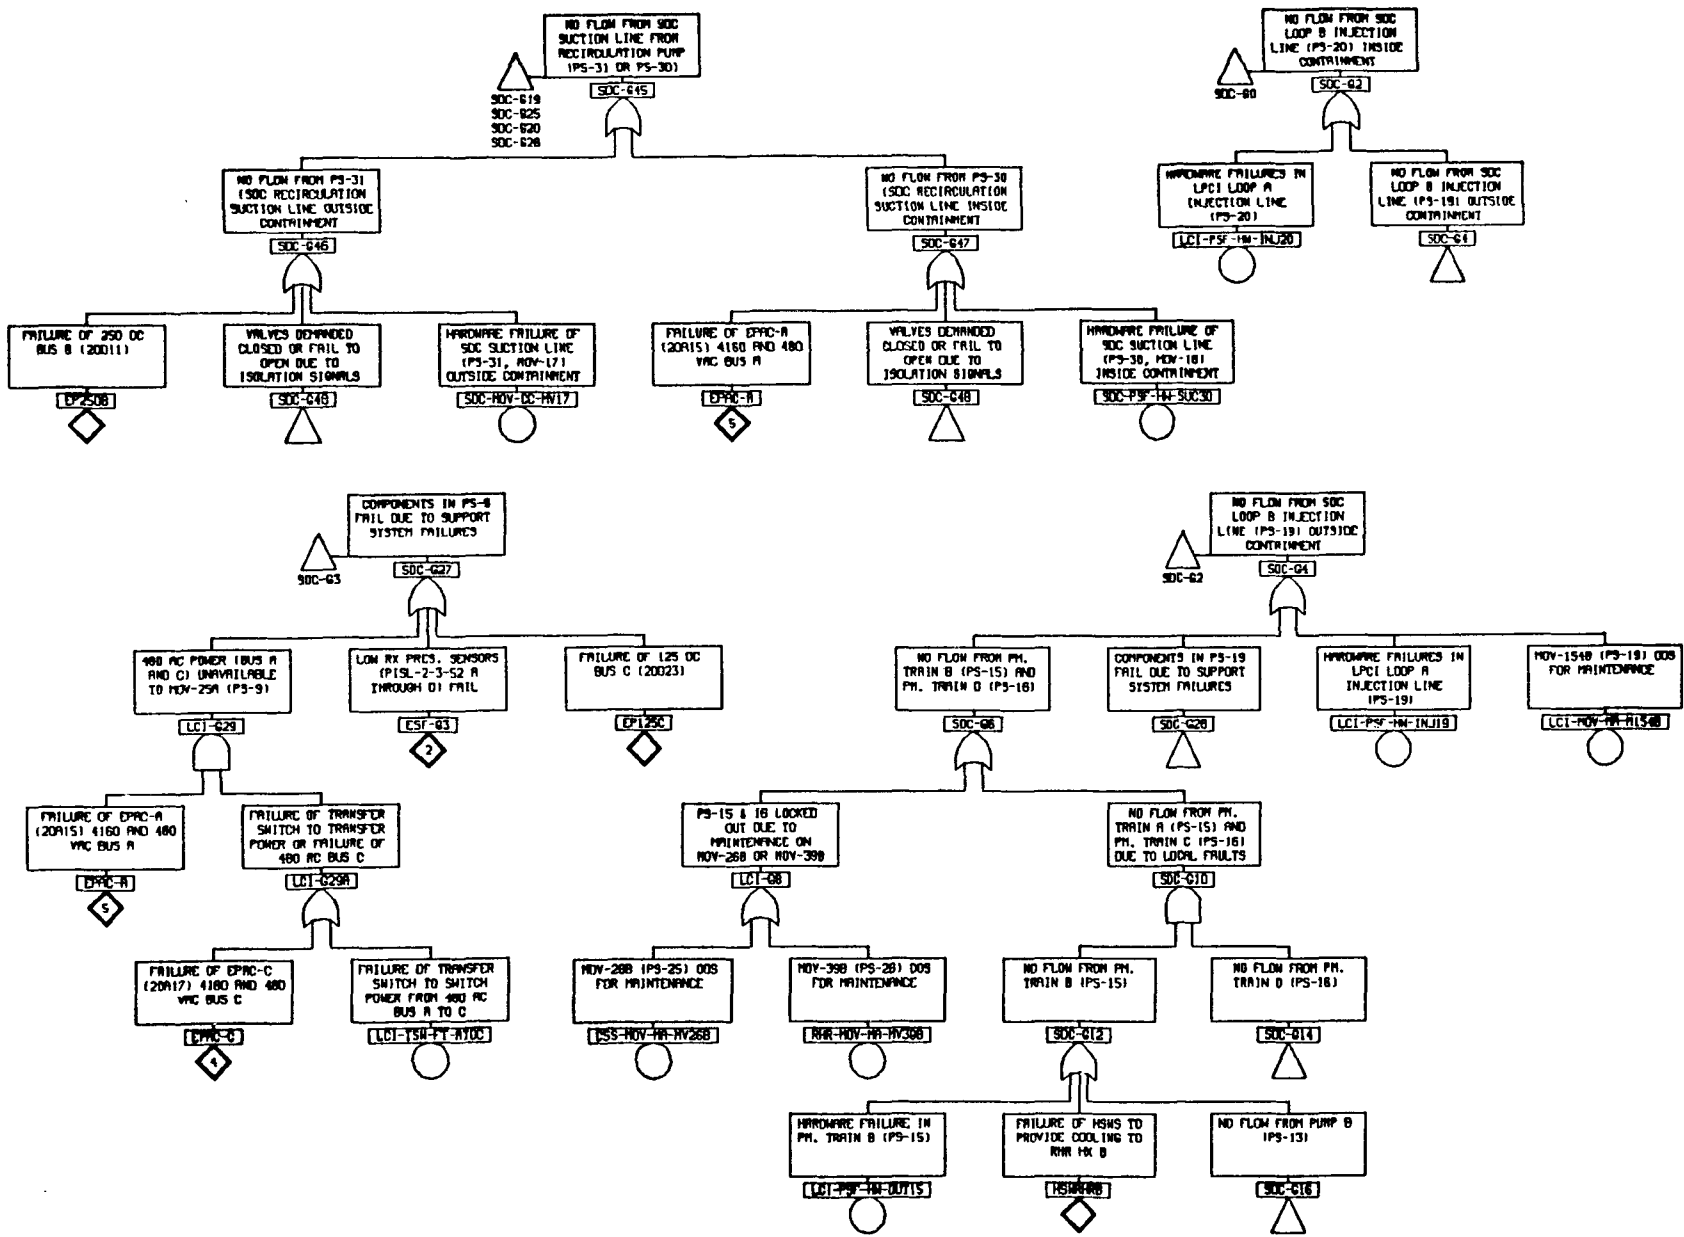 NO FLOW FROM SDC
SUCTION LINE FROM
RECIRCULATION PUMP
(PS-31 OR PS-30)
SDC-G45
SDC-G19
SDC-G25
SDC-G20
SDC-G28
NO FLOW FROM SDC
LOOP B INJECTION
LINE (PS-20) INSIDE
CONTAINMENT
SDC-G2
SDC-G0
NO FLOW FROM PS-31
(SDC RECIRCULATION
SUCTION LINE OUTSIDE
CONTAINMENT
SDC-G46
NO FLOW FROM PS-30
(SDC RECIRCULATION
SUCTION LINE INSIDE
CONTAINMENT
SDC-G47
HARDWARE FAILURES IN
LPCI LOOP A
INJECTION LINE
(PS-20)
LCI-PSF-HW-INJ20
NO FLOW FROM SDC
LOOP B INJECTION
LINE (PS-19) OUTSIDE
CONTAINMENT
SDC-G4
FAILURE OF 250 DC
BUS B (20D11)
EP250B
VALVES DEMANDED
CLOSED OR FAIL TO
OPEN DUE TO
ISOLATION SIGNALS
SDC-G48
HARDWARE FAILURE OF
SDC SUCTION LINE
(PS-31, MOV-17)
OUTSIDE CONTAINMENT
SDC-MOV-CC-MV17
FAILURE OF EPAC-A
(20A15) 4160 AND 480
VAC BUS A
EPAC-A
5
VALVES DEMANDED
CLOSED OR FAIL TO
OPEN DUE TO
ISOLATION SIGNALS
SDC-G48
HARDWARE FAILURE OF
SDC SUCTION LINE
(PS-30, MOV-18)
INSIDE CONTAINMENT
SDC-PSF-HW-SUC30
COMPONENTS IN
FAIL DUE TO SUPPORT
SYSTEM FAILURES
SDC-G27
SDC-G3
NO FLOW FROM SDC
LOOP B INJECTION
LINE (PS-19) OUTSIDE
CONTAINMENT
SDC-G4
SDC-G2
480 AC POWER (BUS A
AND C) UNAVAILABLE
TO MOV-25A (PS-9)
LCI-G29
LOW RX PRES. SENSORS
(PISL-2-3-52 A
THROUGH D) FAIL
ESF-G3
2
FAILURE OF 125 DC
BUS C (20D23)
EP125C
NO FLOW FROM PM.
TRAIN B (PS-15) AND
PM. TRAIN D (PS-16)
SDC-G6
COMPONENTS IN PS-19
FAIL DUE TO SUPPORT
SYSTEM FAILURES
SDC-G28
HARDWARE FAILURES IN
LPCI LOOP A
INJECTION LINE
(PS-19)
LCI-PSF-HW-INJ19
MOV-154B (PS-19) OOS
FOR MAINTENANCE
LCI-MOV-MA-M154B
FAILURE OF EPAC-A
(20A15) 4160 AND 480
VAC BUS A
EPAC-A
5
FAILURE OF TRANSFER
SWITCH TO TRANSFER
POWER OR FAILURE OF
480 AC BUS C
LCI-G29A
PS-15 & 16 LOCKED
OUT DUE TO
MAINTENANCE ON
MOV-26B OR MOV-39B
LCI-G8
NO FLOW FROM PM.
TRAIN A (PS-15) AND
PM. TRAIN C (PS-16)
DUE TO LOCAL FAULTS
SDC-G10
FAILURE OF EPAC-C
(20A17) 4160 AND 480
VAC BUS C
EPAC-C
4
FAILURE OF TRANSFER
SWITCH TO SWITCH
POWER FROM 480 AC
BUS A TO C
LCI-TSW-FT-ATOC
MOV-26B (PS-25) OOS
FOR MAINTENANCE
CSS-MOV-MA-MV26B
MOV-39B (PS-28) OOS
FOR MAINTENANCE
RHR-MOV-MA-MV39B
NO FLOW FROM PM.
TRAIN B (PS-15)
SDC-G12
NO FLOW FROM PM.
TRAIN D (PS-16)
SDC-G14
HARDWARE FAILURE IN
PM. TRAIN B (PS-15)
LCI-PSF-HW-OUT15
FAILURE OF HSWS TO
PROVIDE COOLING TO
RHR HX B
HSWRHRB
NO FLOW FROM PUMP B
(PS-13)
SDC-G16